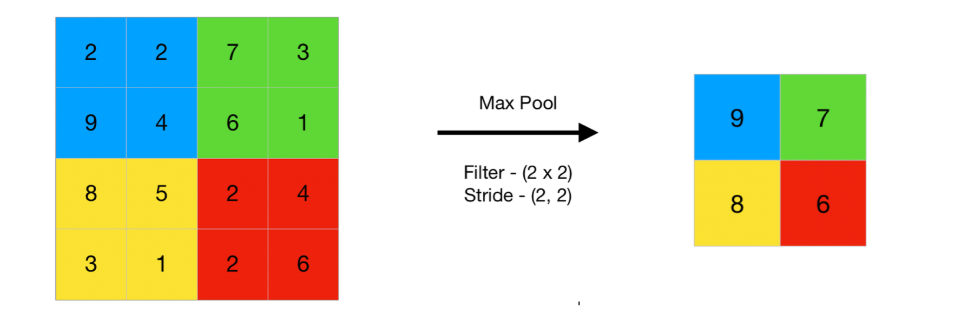 2 2 7 3
9 4 6 1
8 5 2 4
3 1 2 6
Max Pool
Filter - (2 x 2)
Stride - (2, 2)
9 7
8 6